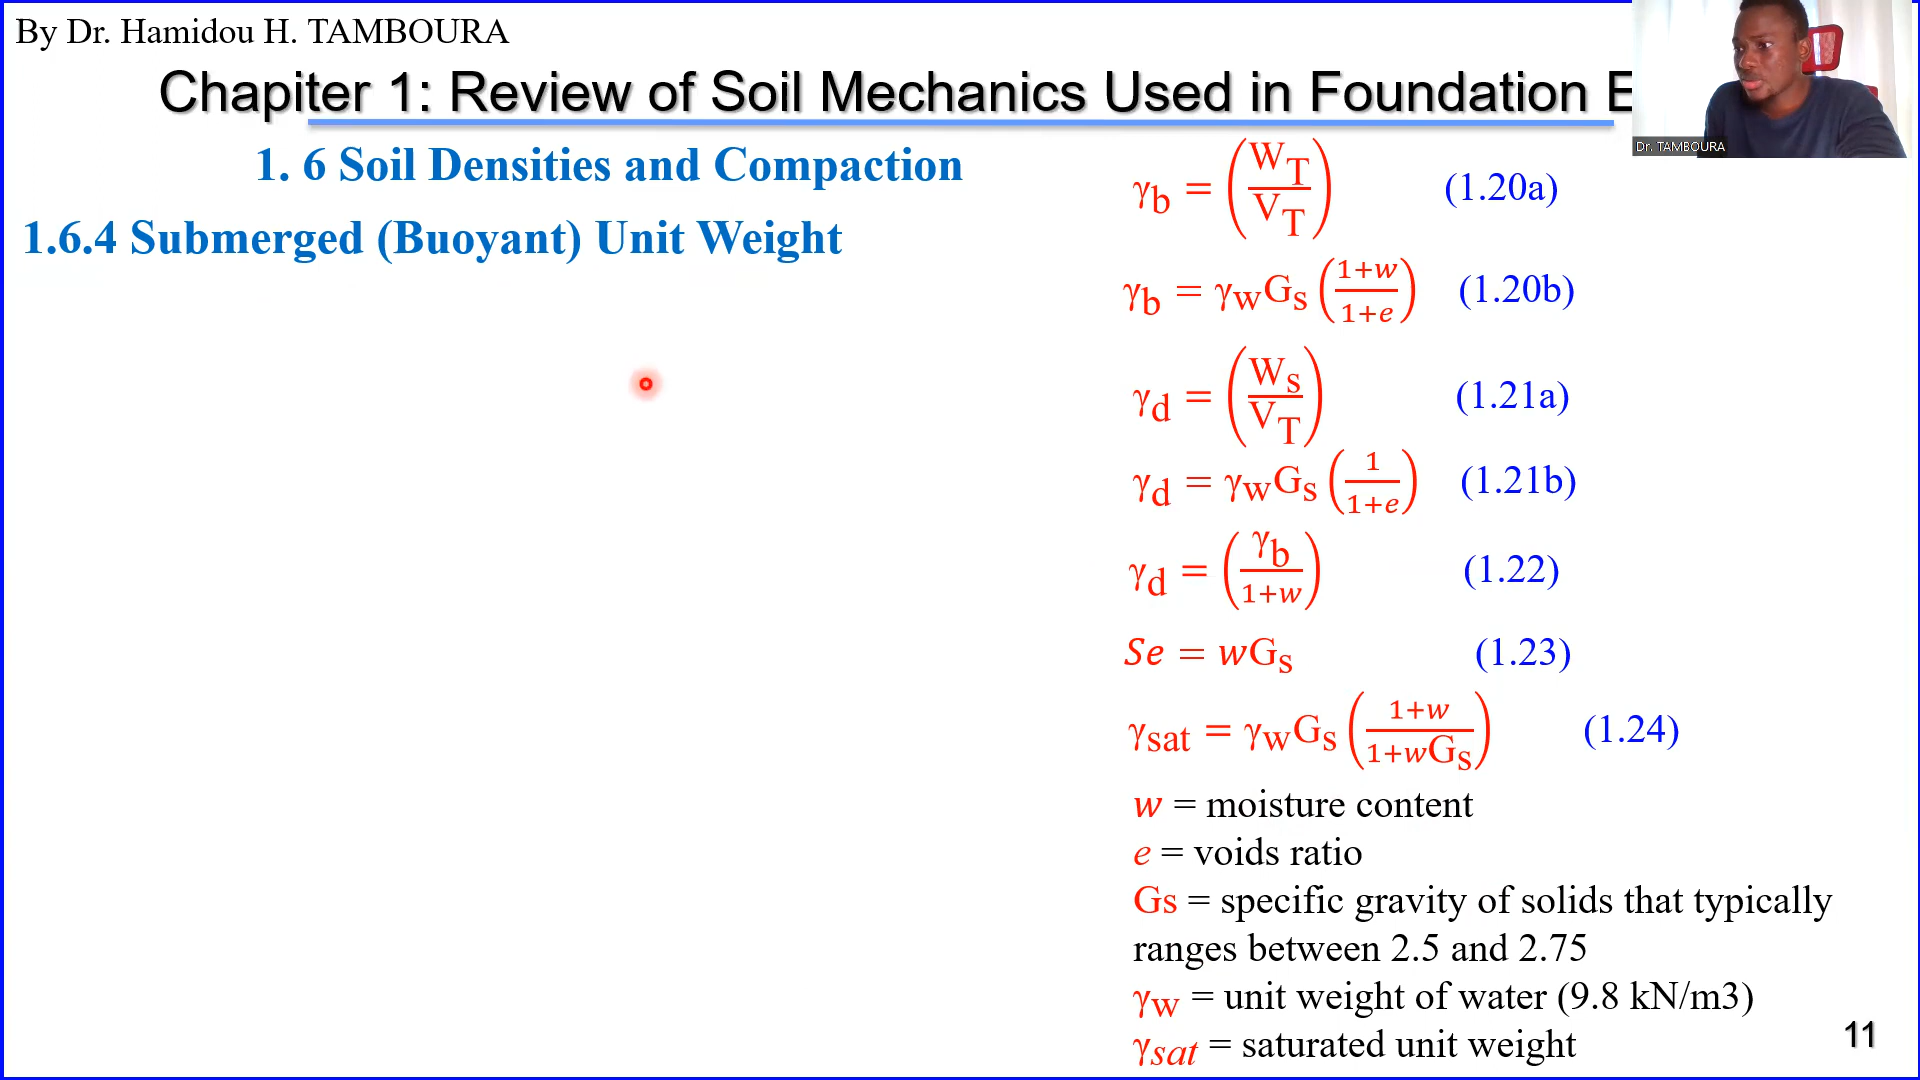 By Dr. Hamidou H. TAMBOURA
Chapiter 1: Review of Soil Mechanics Used in Foundation E
Dr. TAMBOURA
1. 6 Soil Densities and Compaction
1.6.4 Submerged (Buoyant) Unit Weight
γb = (WT/VT) (1.20a)
γb = γwGs (1+w/1+e) (1.20b)
γd = (Ws/VT) (1.21a)
γd = γwGs (1/1+e) (1.21b)
γd = (γb/1+w) (1.22)
Se = wGs (1.23)
γsat = γwGs (1+w/1+wGs) (1.24)
w = moisture content
e = voids ratio
Gs = specific gravity of solids that typically
ranges between 2.5 and 2.75
γw = unit weight of water (9.8 kN/m3)
γsat = saturated unit weight
11